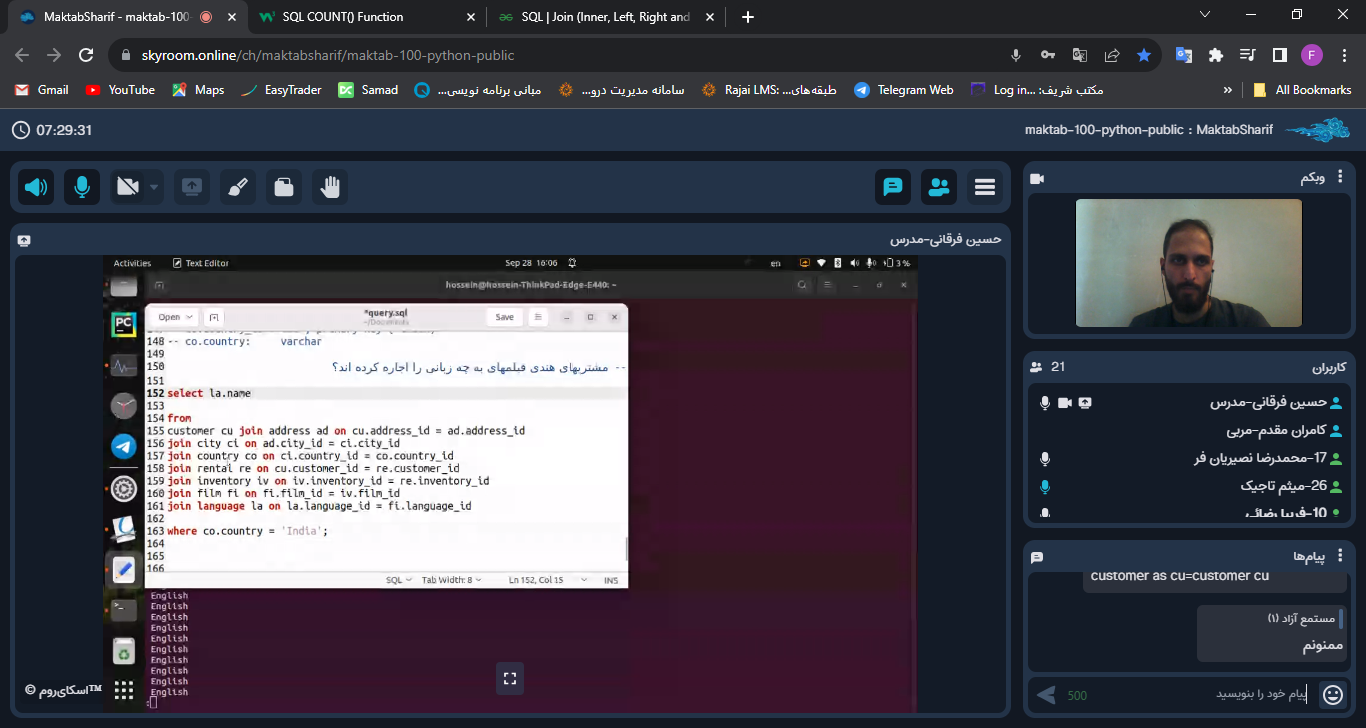 MaktabSharif - maktab-100-
SQL COUNT() Function
SQL | Join (Inner, Left, Right and
skyroom.online/ch/maktabsharif/maktab-100-python-public
F
Gmail
YouTube
Maps
EasyTrader
Samad
مبانی برنامه نویسی...
سامانه مدیریت درو...
Rajai LMS: طبقه‌های...
Telegram Web
مکتب شریف: Log in...
»
All Bookmarks
07:29:31
maktab-100-python-public : MaktabSharif
وبکم
حسین فرقانی-مدرس
Activities
Text Editor
Sep 28 16:06
en
3 %
hossein@hossein-ThinkPad-Edge-E440: ~
Open
*query.sql
~/Documents
Save
148 -- co.country: varchar
149
150 -- مشتریهای هندی فیلمهای به چه زبانی را اجاره کرده اند؟
151
152 select la.name
153
154 from
155 customer cu join address ad on cu.address_id = ad.address_id
156 join city ci on ad.city_id = ci.city_id
157 join country co on ci.country_id = co.country_id
158 join rental re on cu.customer_id = re.customer_id
159 join inventory iv on iv.inventory_id = re.inventory_id
160 join film fi on fi.film_id = iv.film_id
161 join language la on la.language_id = fi.language_id
162
163 where co.country = 'India';
164
165
166
SQL
Tab Width: 8
Ln 152, Col 15
INS
English
English
English
English
English
English
English
English
English
English
:
© اسکای‌روم™
کاربران
21
حسین فرقانی-مدرس
کامران مقدم-مربی
17-محمدرضا نصیریان فر
26-میثم تاجیک
10-فریبا رضائی
پیام‌ها
customer as cu=customer cu
مستمع آزاد (۱)
ممنونم
پیام خود را بنویسید
500